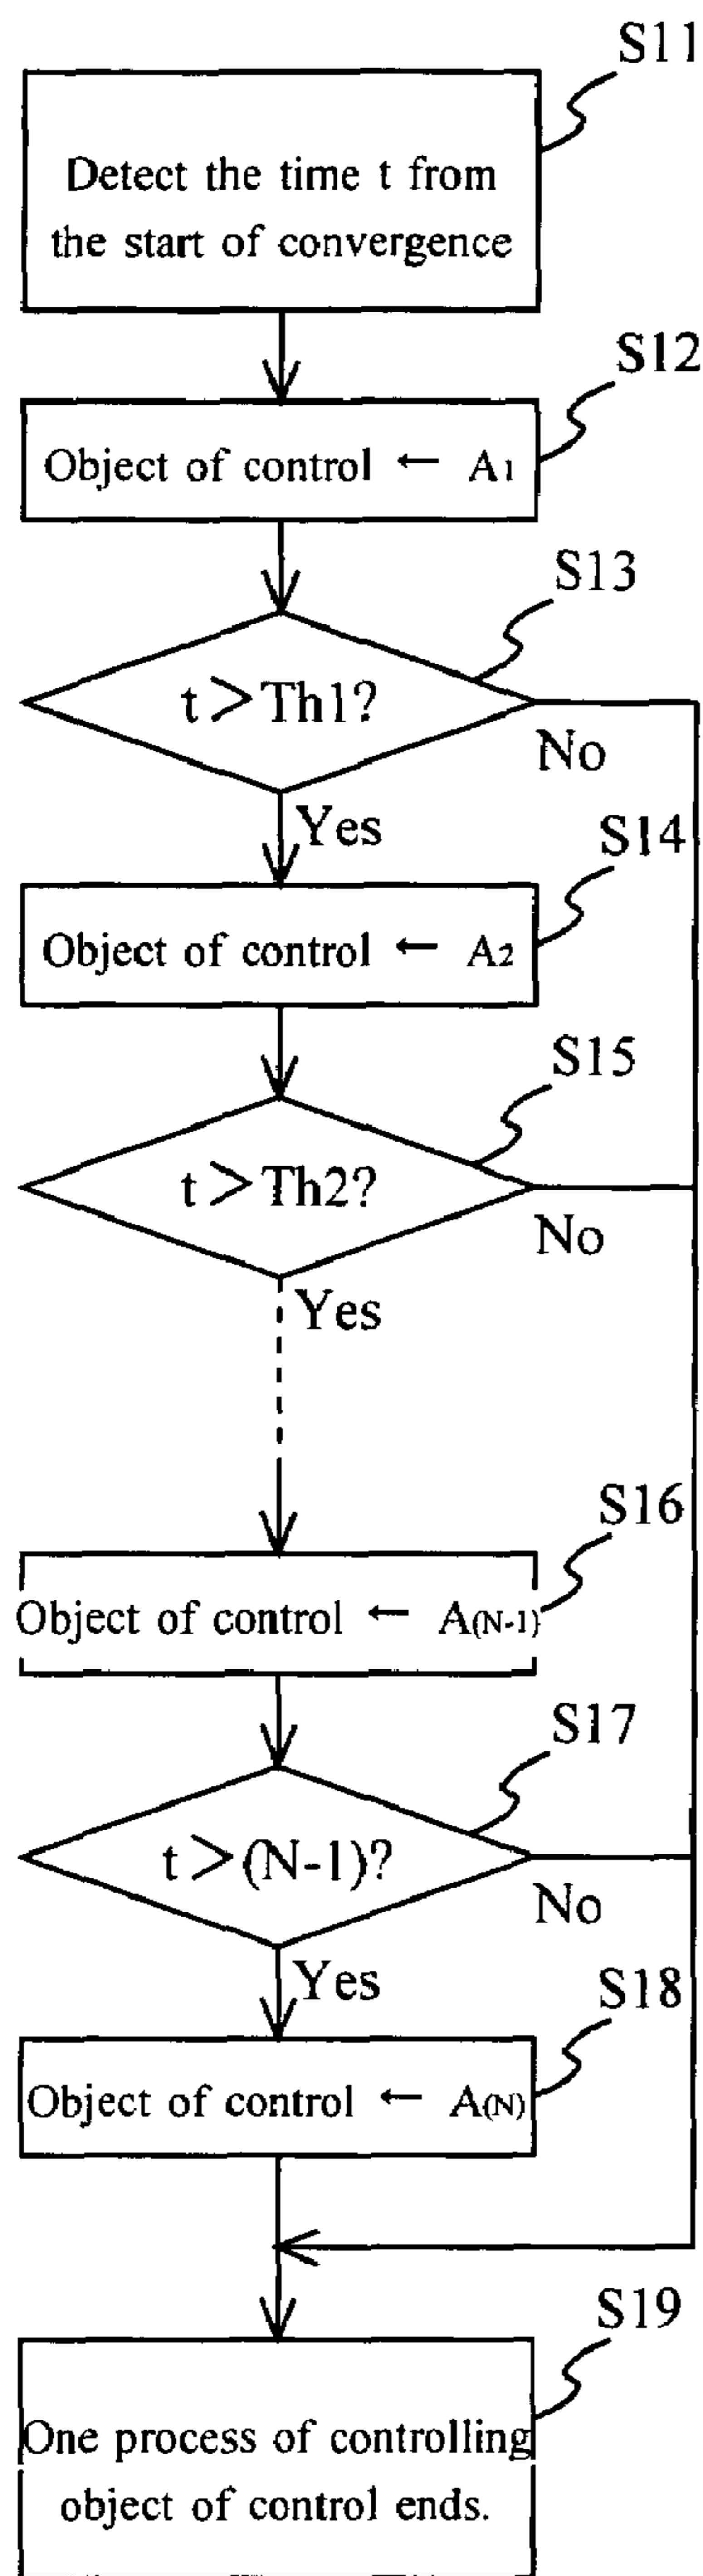 S11
Detect the time t from
the start of convergence
S12
Object of control ← A1
S13
t>Th1?
No
Yes
S14
Object of control ← A2
S15
t>Th2?
No
Yes
S16
Object of control ← A(N-1)
S17
t>(N-1)?
No
Yes
S18
Object of control ← A(N)
S19
One process of controlling
object of control ends.